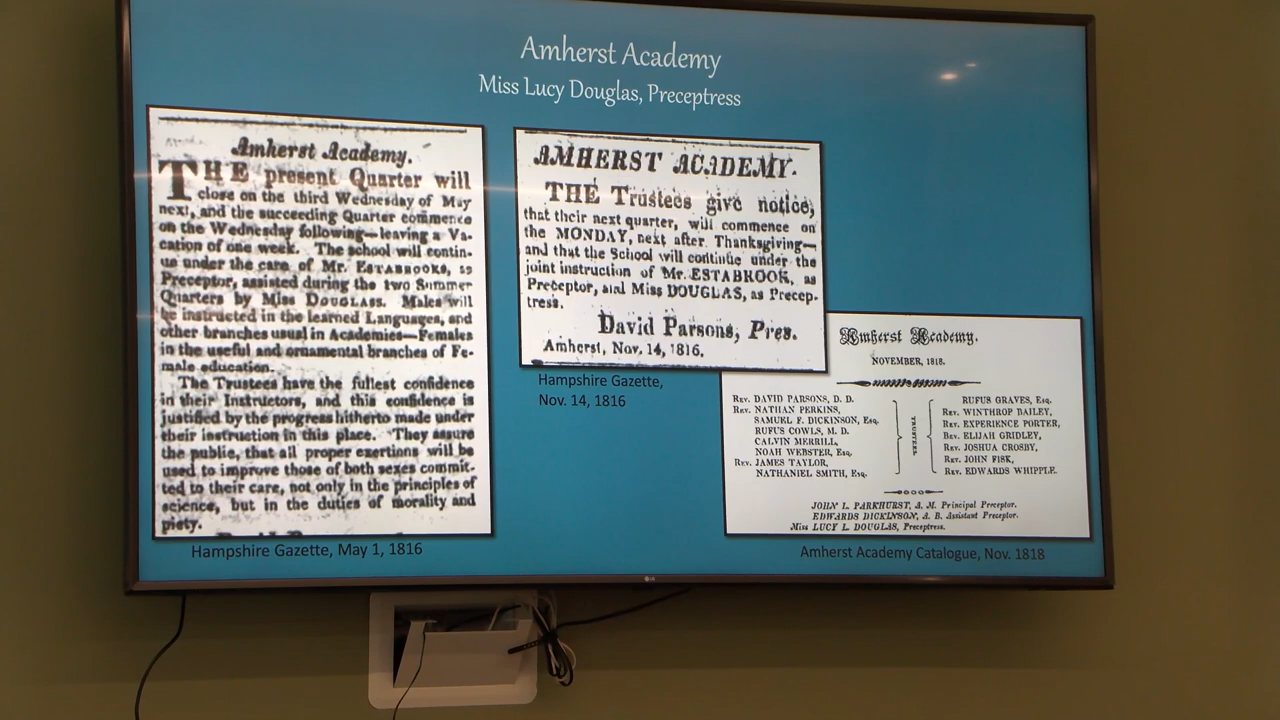 Amherst Academy
Miss Lucy Douglas, Preceptress
Amherst Academy.
THE present Quarter will
close on the third Wednesday of May
next, and the succeeding Quarter commence
on the Wednesday following—leaving a Va-
cation of one week. The school will contin-
ue under the care of Mr. ESTABROOKS, as
Preceptor, assisted during the two Summer
Quarters by Miss DOUGLASS. Males will
be instructed in the learned Languages, and
other branches usual in Academies—Females
in the useful and ornamental branches of Fe-
male education.
The Trustees have the fullest confidence
in their Instructors, and this confidence is
justified by the progress hitherto made under
their instruction in this place. They assure
the public, that all proper exertions will be
used to improve those of both sexes commit-
ted to their care, not only in the principles of
science, but in the duties of morality and
piety.
Hampshire Gazette, May 1, 1816
AMHERST ACADEMY.
THE Trustees give notice,
that their next quarter, will commence on
the MONDAY, next after Thanksgiving—
and that the School will continue under the
joint instruction of Mr. ESTABROOK, as
Preceptor, and Miss DOUGLAS, as Precep-
tress.
David Parsons, Pres.
Amherst, Nov. 14, 1816.
Hampshire Gazette,
Nov. 14, 1816
Amherst Academy.
NOVEMBER, 1818.
REV. DAVID PARSONS, D. D.
REV. NATHAN PERKINS,
SAMUEL F. DICKINSON, Esq.
RUFUS COWLS, M. D.
CALVIN MERRILL,
NOAH WEBSTER, Esq.
REV. JAMES TAYLOR,
NATHANIEL SMITH, Esq.
TRUSTEES.
RUFUS GRAVES, Esq.
REV. WINTHROP BAILEY,
REV. EXPERIENCE PORTER,
REV. ELIJAH GRIDLEY,
REV. JOSHUA CROSBY,
REV. JOHN FISK,
REV. EDWARDS WHIPPLE.
JOHN L. PARKHURST, A. M. Principal Preceptor.
EDWARDS DICKINSON, A. B. Assistant Preceptor.
Miss LUCY L. DOUGLAS, Preceptress.
Amherst Academy Catalogue, Nov. 1818
LG